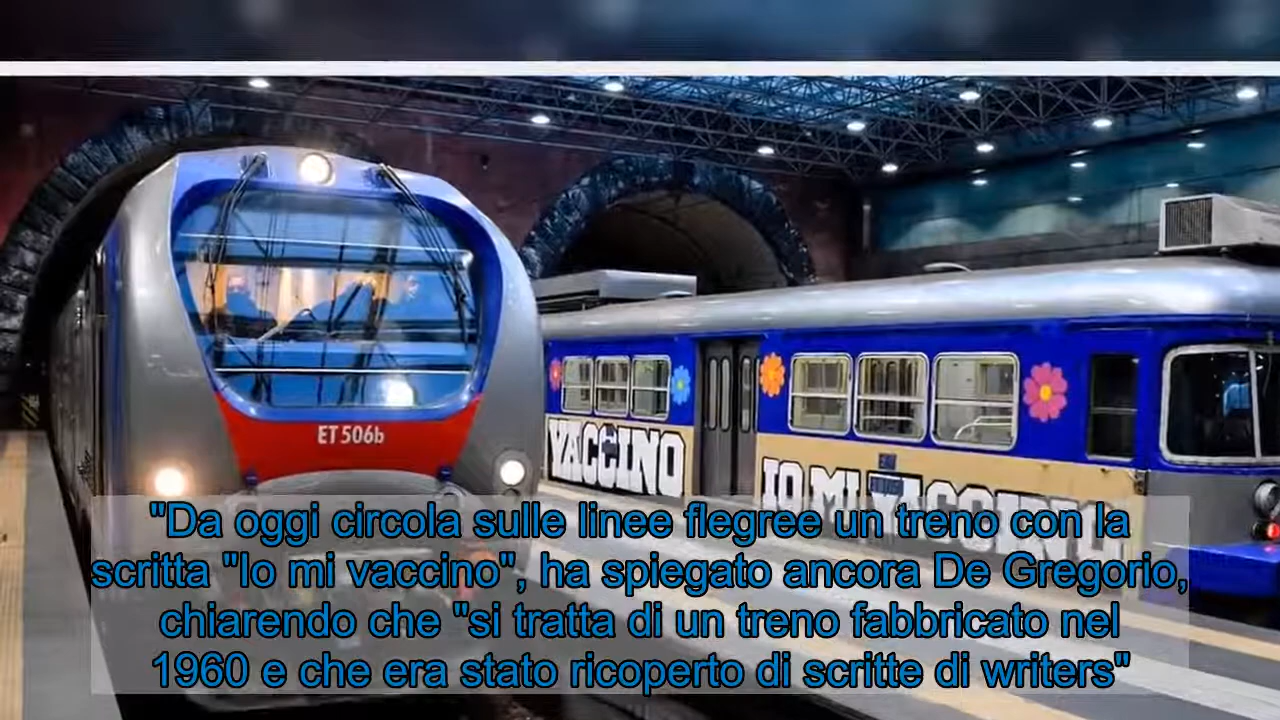 ET 506b
VACCINO
IO MI VACCINO
"Da oggi circola sulle linee flegree un treno con la
scritta "Io mi vaccino", ha spiegato ancora De Gregorio,
chiarendo che "si tratta di un treno fabbricato nel
1960 e che era stato ricoperto di scritte di writers"